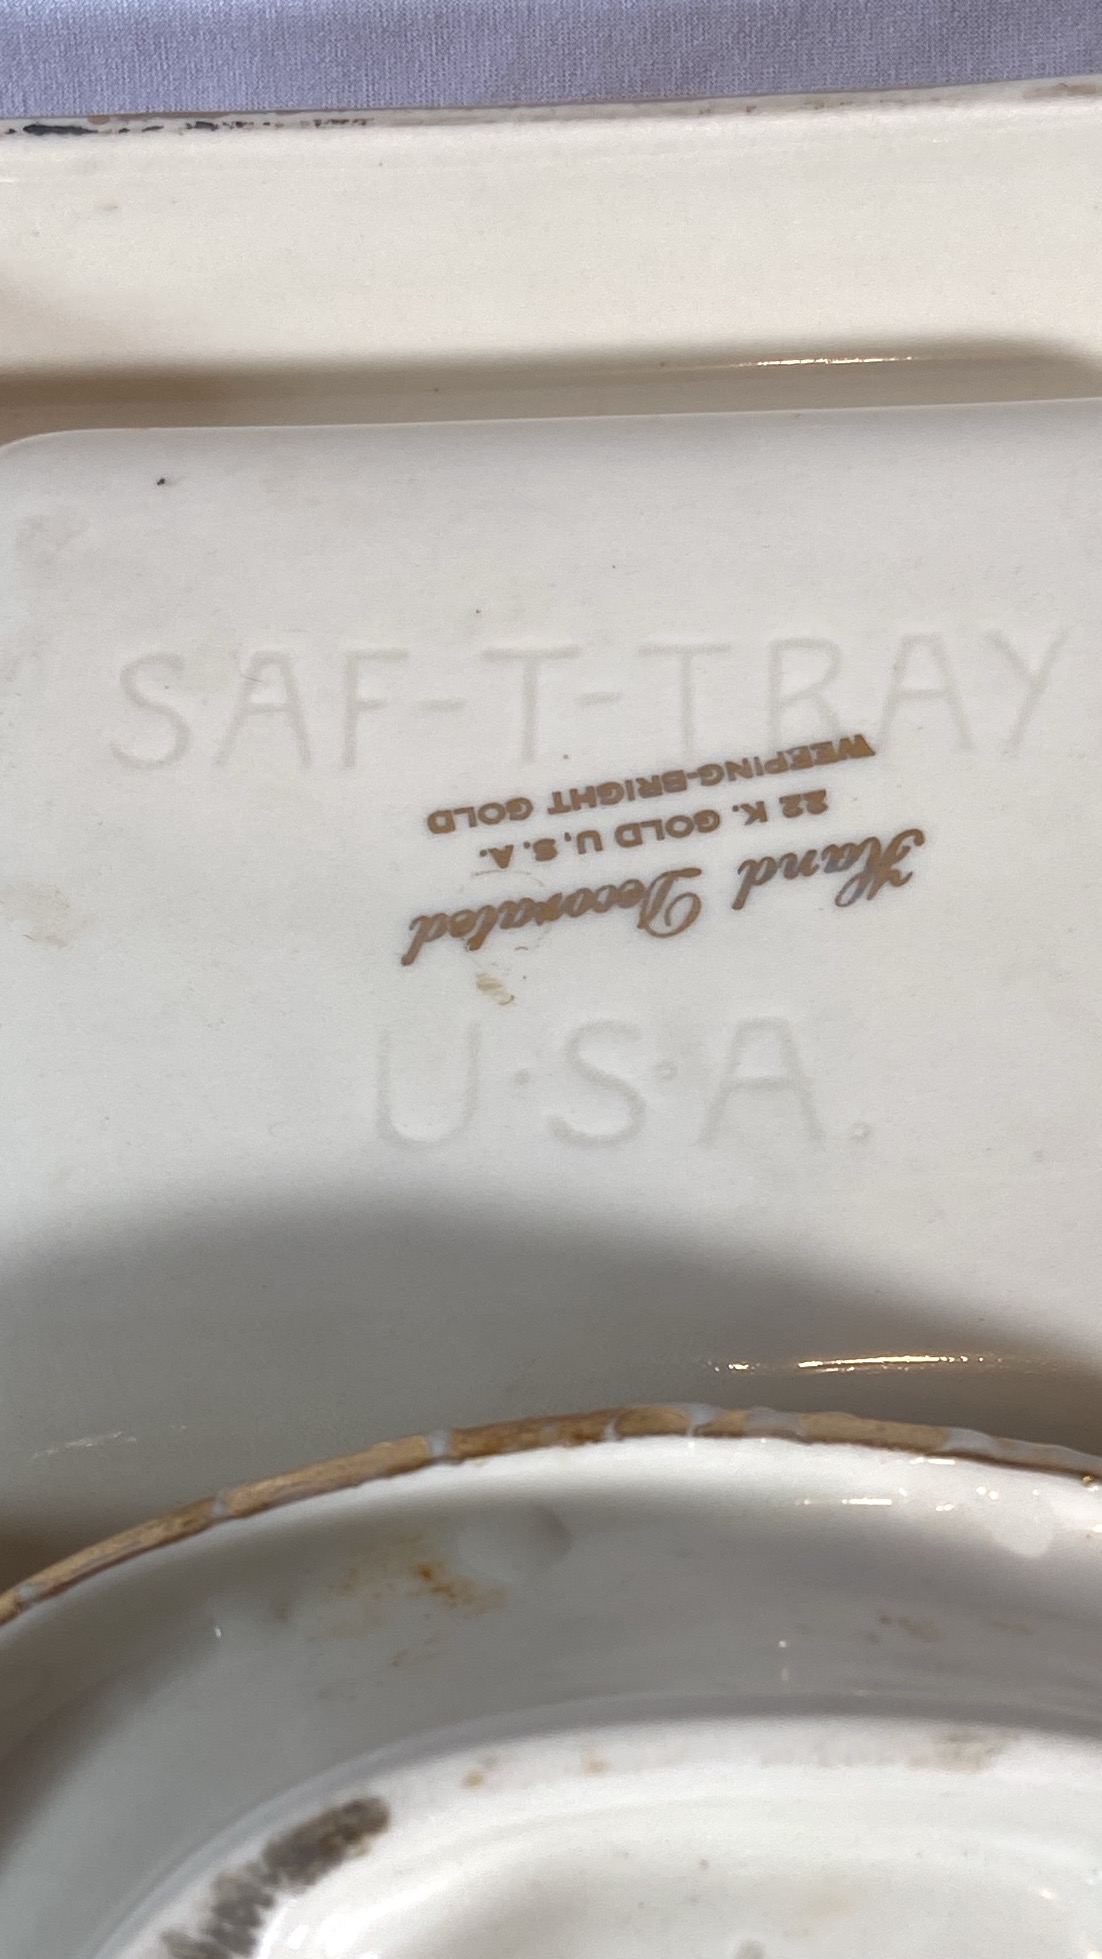 SAF-T-TRAY
Hand Decorated
22 K. GOLD U.S.A.
WEEPING-BRIGHT GOLD
U.S.A.